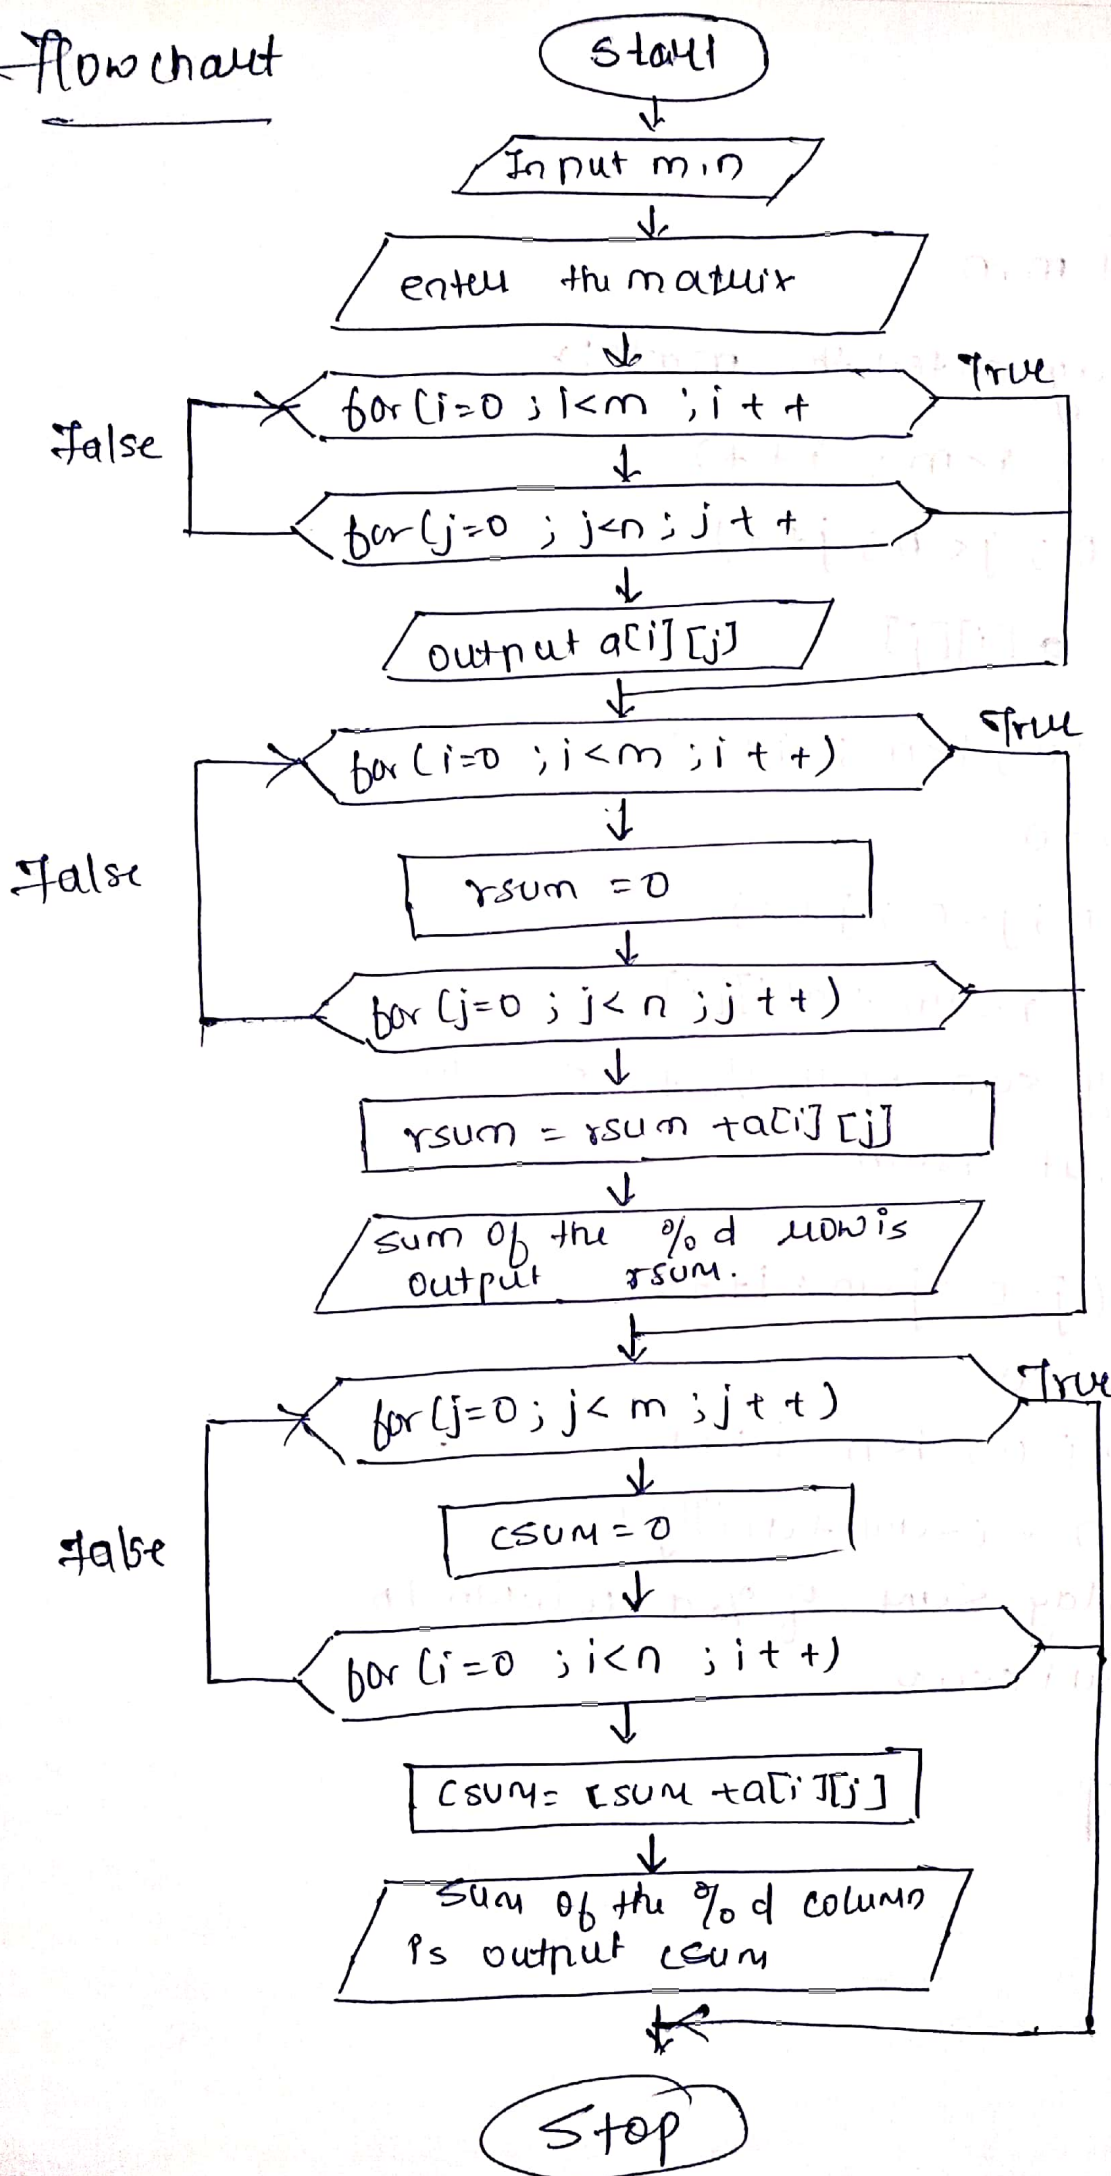 Flowchart
Start
Input m,n
enter the matrix
for (i=0 ; i<m ; i++
True
False
for (j=0 ; j<n ; j++
output a[i][j]
for (i=0 ; i<m ; i++)
True
False
rsum = 0
for (j=0 ; j<n ; j++)
rsum = rsum +a[i][j]
sum of the %d row is
output rsum.
for (j=0 ; j<m ; j++)
True
csum = 0
False
for (i=0 ; i<n ; i++)
csum = csum +a[i][j]
sum of the %d column
is output csum
Stop